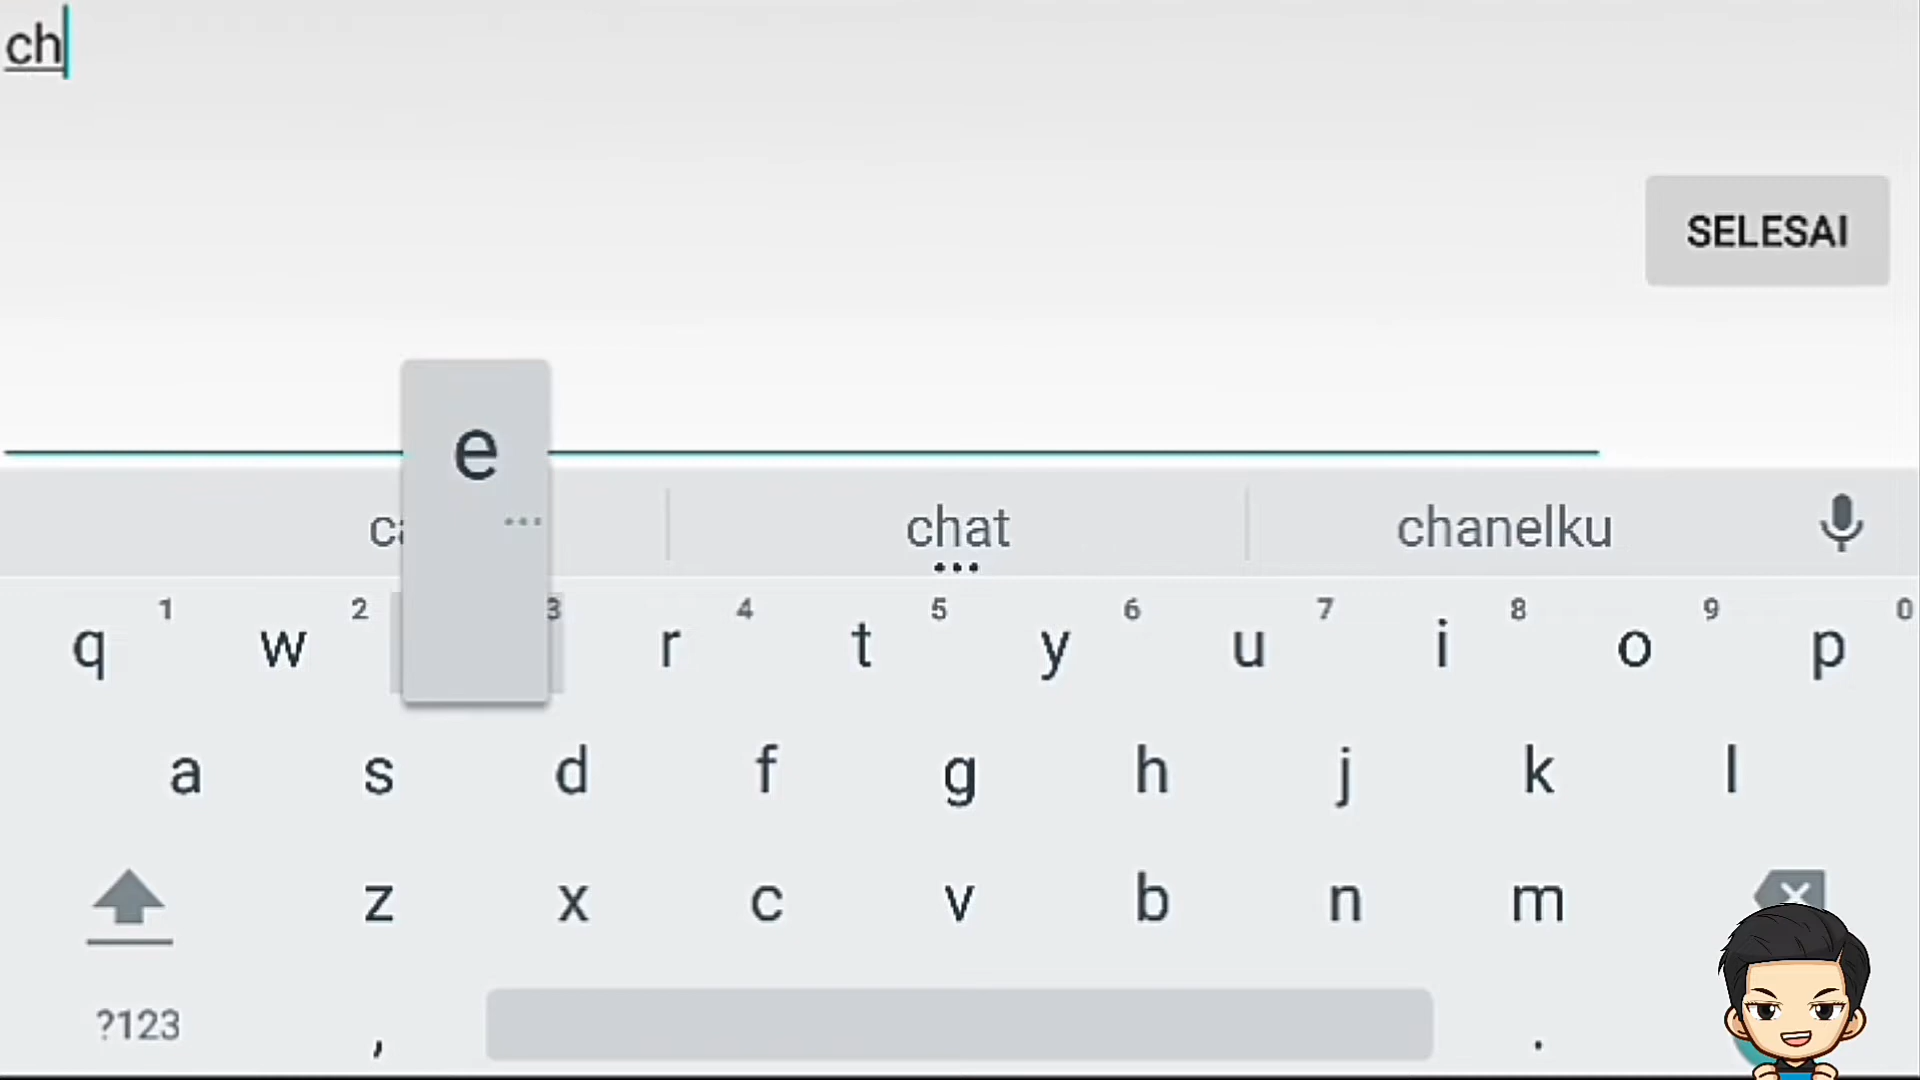 ch
SELESAI
e
chat chanelku
1 2 3 4 5 6 7 8 9 0
q w r t y u i o p
a s d f g h j k l
z x c v b n m
?123 , .